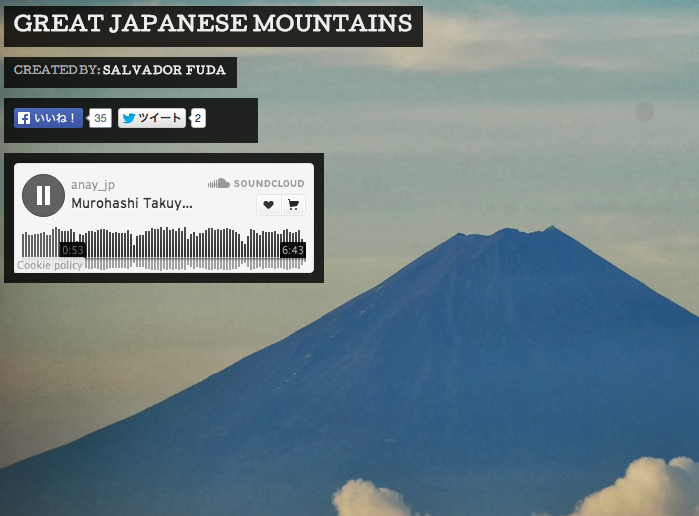 GREAT JAPANESE MOUNTAINS
CREATED BY: SALVADOR FUDA
いいね！ 35 ツイート 2
anay_jp SOUNDCLOUD
Murohashi Takuy...
0:53 6:43
Cookie policy